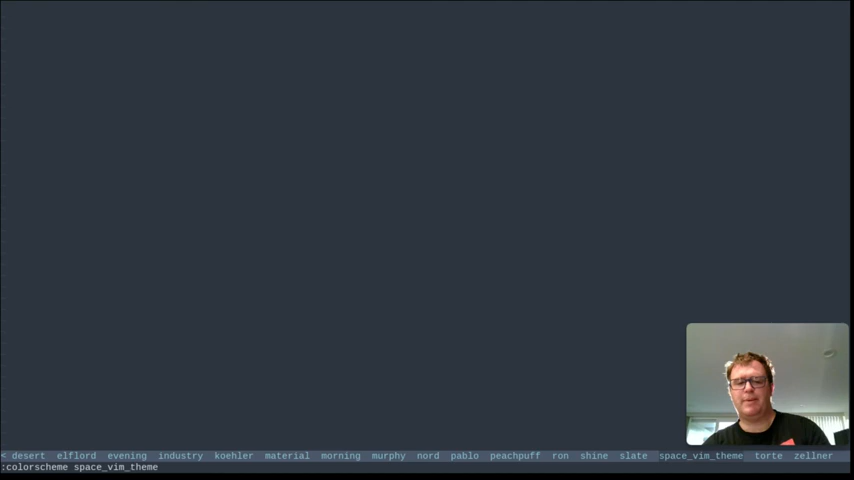 < desert elflord evening industry koehler material morning murphy nord pablo peachpuff ron shine slate space_vim_theme torte zellner
:colorscheme space_vim_theme